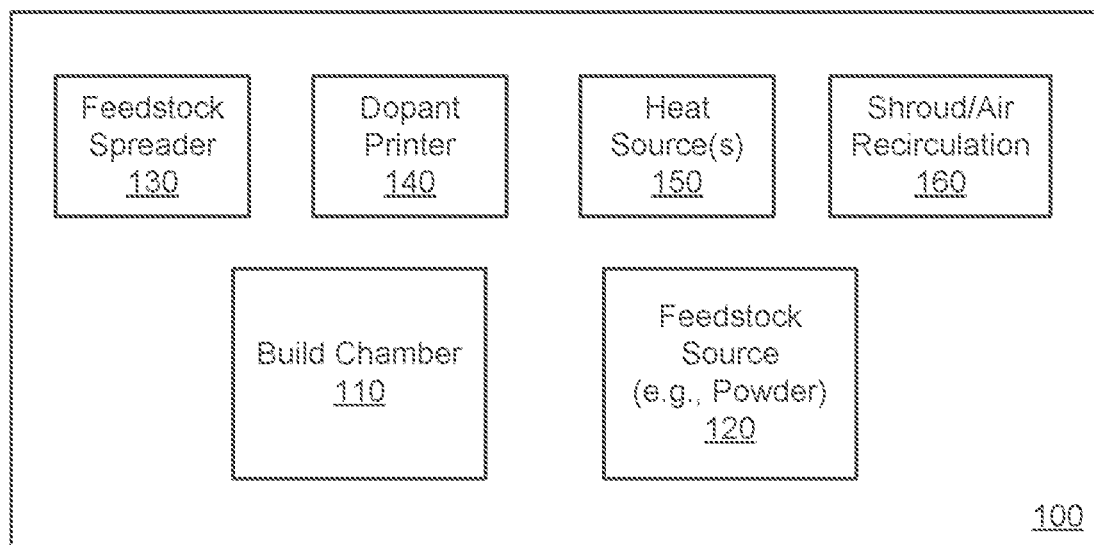 Feedstock
Spreader
130
Dopant
Printer
140
Heat
Source(s)
150
Shroud/Air
Recirculation
160
Build Chamber
110
Feedstock
Source
(e.g., Powder)
120
100